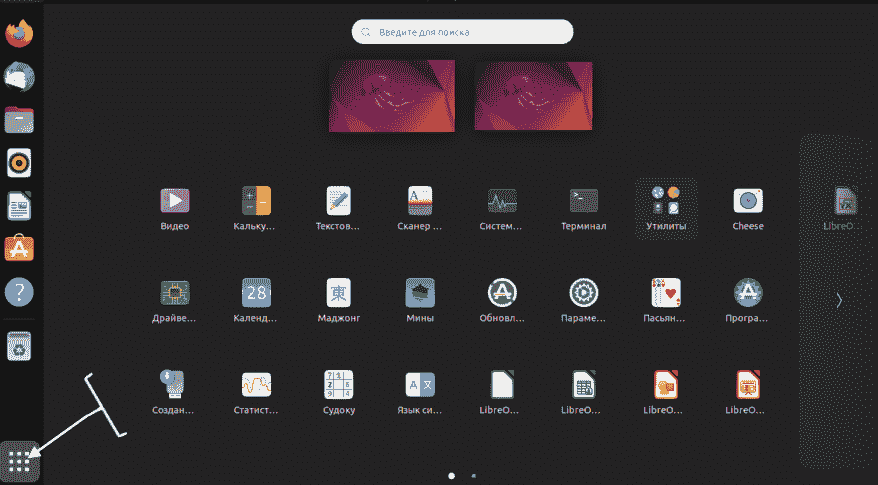 Введите для поиска
Видео Кальку... Текстов... Сканер ... Систем... Терминал Утилиты Cheese LibreO...
Драйве... Календ... Маджонг Мины Обновл... Параме... Пасьян... Програ...
Создан... Статист... Судоку Язык си... LibreO... LibreO... LibreO... LibreO...